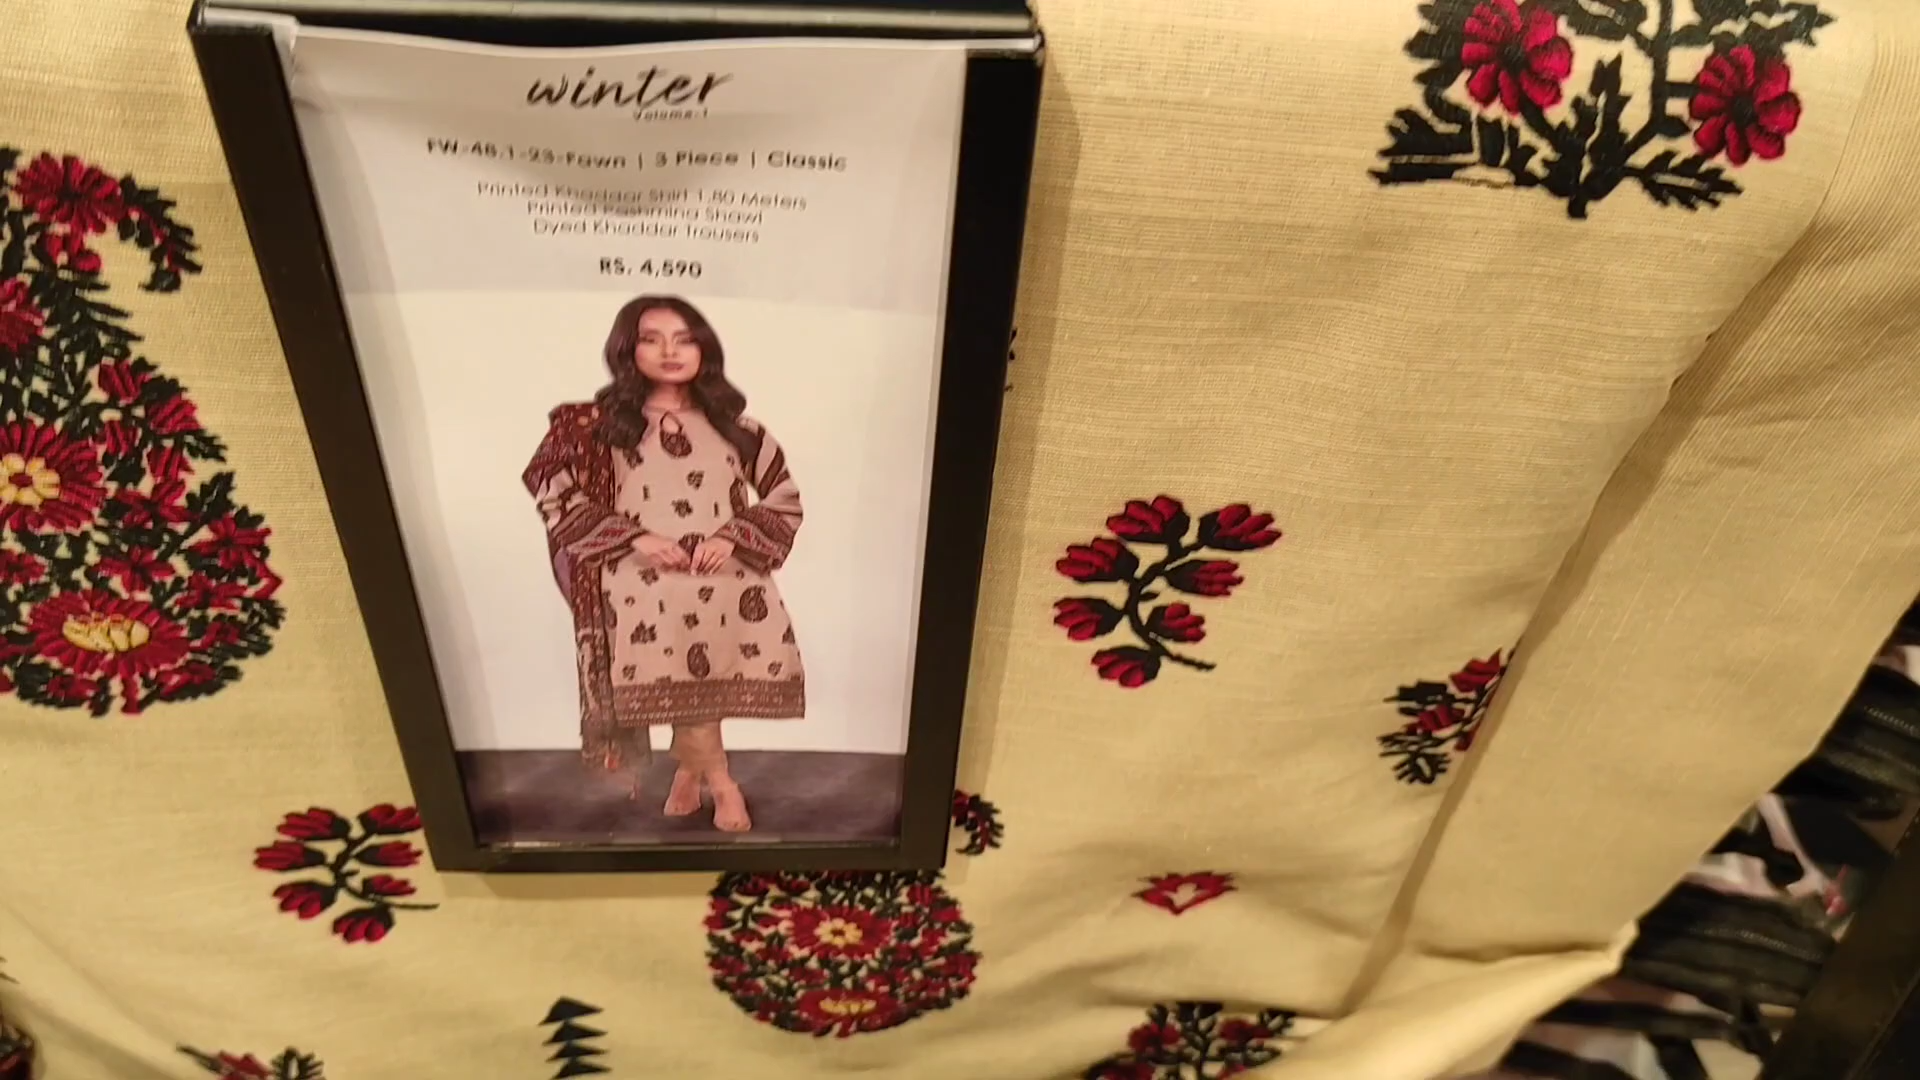 winter
Volume-1
FW-48.1-23-Fawn | 3 Piece | Classic
Printed Khaddar Shirt 1.80 Meters
Printed Pashmina Shawl
Dyed Khaddar Trousers
RS. 4,590